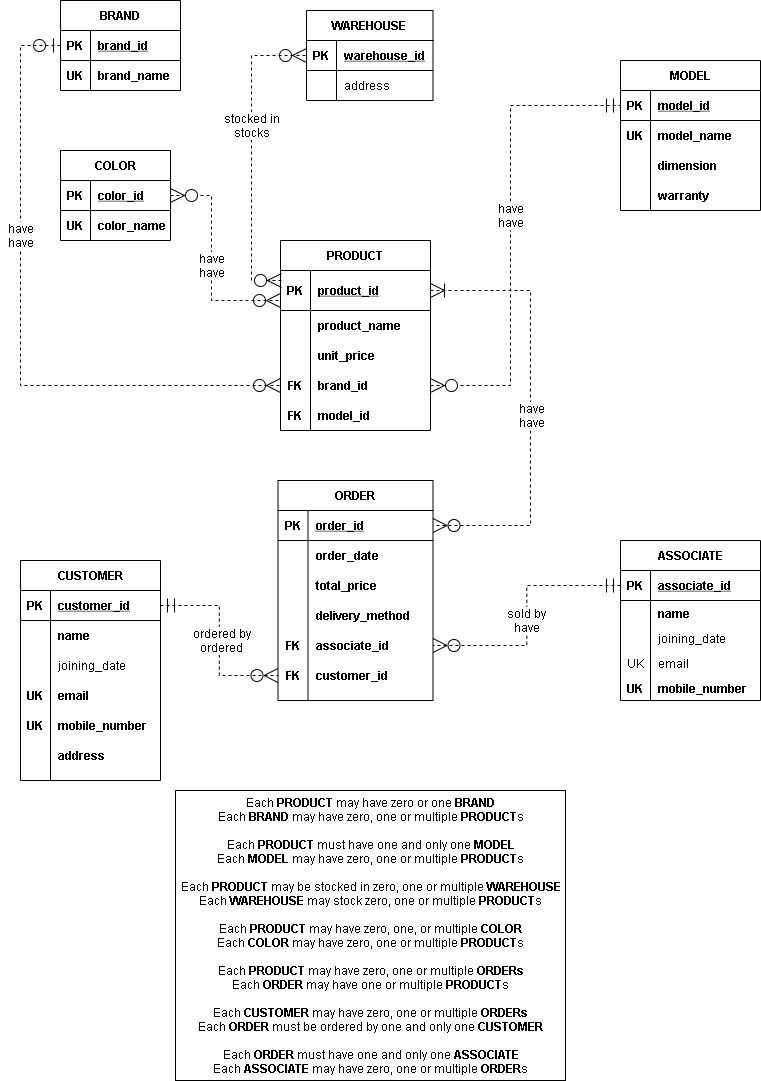 BRAND
PK brand_id
UK brand_name
WAREHOUSE
PK warehouse_id
address
MODEL
PK model_id
UK model_name
dimension
warranty
stocked in
stocks
COLOR
PK color_id
UK color_name
have
have
have
have
have
have
PRODUCT
PK product_id
product_name
unit_price
FK brand_id
FK model_id
have
have
ORDER
PK order_id
order_date
total_price
delivery_method
FK associate_id
FK customer_id
CUSTOMER
PK customer_id
name
joining_date
UK email
UK mobile_number
address
ordered by
ordered
sold by
have
ASSOCIATE
PK associate_id
name
joining_date
UK email
UK mobile_number
Each PRODUCT may have zero or one BRAND
Each BRAND may have zero, one or multiple PRODUCTs
Each PRODUCT must have one and only one MODEL
Each MODEL may have zero, one or multiple PRODUCTs
Each PRODUCT may be stocked in zero, one or multiple WAREHOUSE
Each WAREHOUSE may stock zero, one or multiple PRODUCTs
Each PRODUCT may have zero, one, or multiple COLOR
Each COLOR may have zero, one or multiple PRODUCTs
Each PRODUCT may have zero, one or multiple ORDERs
Each ORDER may have one or multiple PRODUCTs
Each CUSTOMER may have zero, one or multiple ORDERs
Each ORDER must be ordered by one and only one CUSTOMER
Each ORDER must have one and only one ASSOCIATE
Each ASSOCIATE may have zero, one or multiple ORDERs